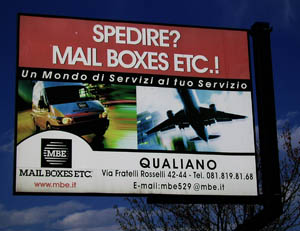 SPEDIRE?
MAIL BOXES ETC.!
Un Mondo di Servizi al tuo Servizio
MBE
MAIL BOXES ETC.
www.mbe.it
QUALIANO
Via Fratelli Rosselli 42-44 - Tel. 081.819.81.68
E-mail:mbe529@mbe.it